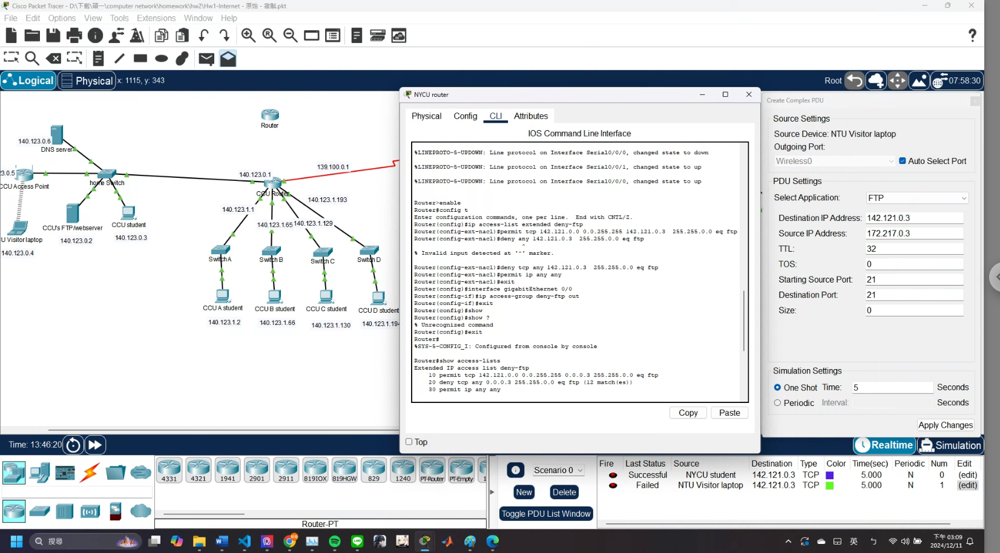 Cisco Packet Tracer - D:\下載\碩一\computer network\homework\hw2\Hw1-Internet - 原始 - 複製.pkt
File Edit Options View Tools Extensions Window Help
Logical Physical x: 1115, y: 343
Root 07:58:30
Router
140.123.0.6
DNS server
3.0.5
CCU Access Point
home Switch
140.123.0.1
139.100.0.1
CCU Router
CCU's FTP/webserver
140.123.0.2
CCU student
140.123.0.3
U Visitor laptop
140.123.0.4
140.123.1.1
140.123.1.65
140.123.1.129
140.123.1.193
Switch A
Switch B
Switch C
Switch D
CCU A student
CCU B student
CCU C student
CCU D student
140.123.1.2
140.123.1.66
140.123.1.130
140.123.1.194
NYCU router
Physical Config CLI Attributes
IOS Command Line Interface
%LINEPROTO-5-UPDOWN: Line protocol on Interface Serial0/0/0, changed state to down
%LINEPROTO-5-UPDOWN: Line protocol on Interface Serial0/0/1, changed state to up
%LINEPROTO-5-UPDOWN: Line protocol on Interface Serial0/0/0, changed state to up
Router>enable
Router#config t
Enter configuration commands, one per line.  End with CNTL/Z.
Router(config)#ip access-list extended deny-ftp
Router(config-ext-nacl)#permit tcp 142.121.0.0 0.0.255.255 142.121.0.3  255.255.0.0 eq ftp
Router(config-ext-nacl)#deny any 142.121.0.3  255.255.0.0 eq ftp
^
% Invalid input detected at '^' marker.
Router(config-ext-nacl)#deny tcp any 142.121.0.3  255.255.0.0 eq ftp
Router(config-ext-nacl)#permit ip any any
Router(config-ext-nacl)#exit
Router(config)#interface gigabitEthernet 0/0
Router(config-if)#ip access-group deny-ftp out
Router(config-if)#exit
Router(config)#show
Router(config)#show ?
% Unrecognized command
Router(config)#exit
Router#
%SYS-5-CONFIG_I: Configured from console by console
Router#show access-lists
Extended IP access list deny-ftp
10 permit tcp 142.121.0.0 0.0.255.255 0.0.0.3 255.255.0.0 eq ftp
20 deny tcp any 0.0.0.3 255.255.0.0 eq ftp (12 match(es))
30 permit ip any any
Copy Paste
Top
Create Complex PDU
Source Settings
Source Device: NTU Visitor laptop
Outgoing Port:
Wireless0 Auto Select Port
PDU Settings
Select Application: FTP
Destination IP Address: 142.121.0.3
Source IP Address: 172.217.0.3
TTL: 32
TOS: 0
Starting Source Port: 21
Destination Port: 21
Size: 0
Simulation Settings
One Shot Time: 5 Seconds
Periodic Interval: Seconds
Apply Changes
Time: 13:46:20
Realtime Simulation
4331 4321 1941 2901 2911 819IOX 819HGW 829 1240 PT-Router PT-Empty 1
Router-PT
Scenario 0
New Delete
Toggle PDU List Window
Fire Last Status Source Destination Type Color Time(sec) Periodic Num Edit
Successful NYCU student 142.121.0.3 TCP 5.000 N 0 (edit)
Failed NTU Visitor laptop 142.121.0.3 TCP 5.000 N 1 (edit)
搜尋
英
下午 03:09
2024/12/11